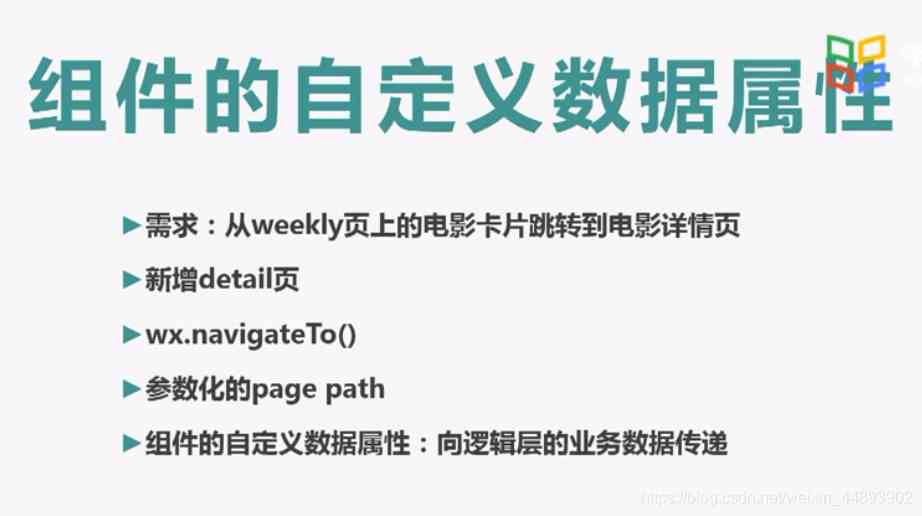 组件的自定义数据属性
▶需求：从weekly页上的电影卡片跳转到电影详情页
▶新增detail页
▶wx.navigateTo()
▶参数化的page path
▶组件的自定义数据属性：向逻辑层的业务数据传递
https://blog.csdn.net/weixin_44893902